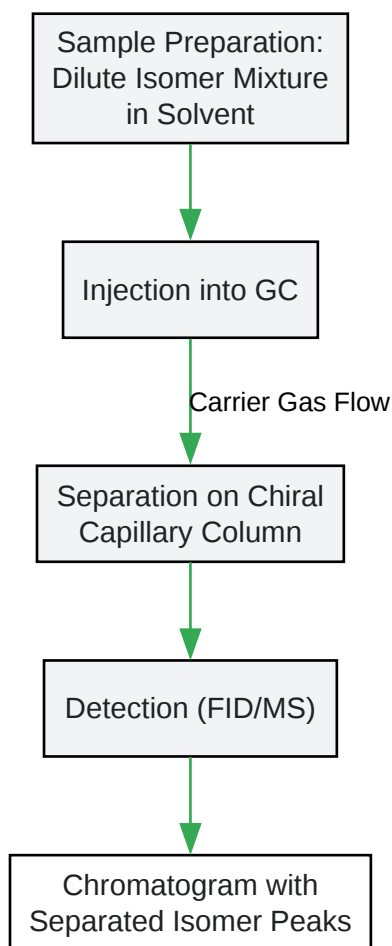 Sample Preparation:
Dilute Isomer Mixture
in Solvent
Injection into GC
Carrier Gas Flow
Separation on Chiral
Capillary Column
Detection (FID/MS)
Chromatogram with
Separated Isomer Peaks